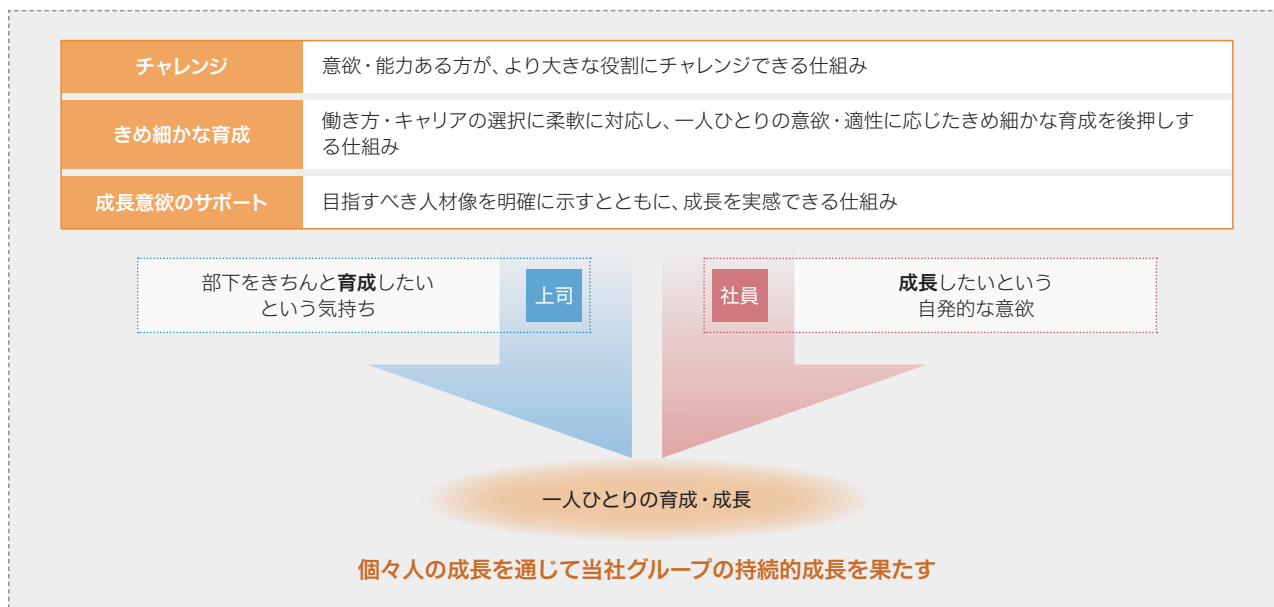 チャレンジ
意欲・能力ある方が、より大きな役割にチャレンジできる仕組み
きめ細かな育成
働き方・キャリアの選択に柔軟に対応し、一人ひとりの意欲・適性に応じたきめ細かな育成を後押しす
る仕組み
成長意欲のサポート
目指すべき人材像を明確に示すとともに、成長を実感できる仕組み
部下をきちんと育成したい
という気持ち
上司
社員
成長したいという
自発的な意欲
一人ひとりの育成・成長
個々人の成長を通じて当社グループの持続的成長を果たす